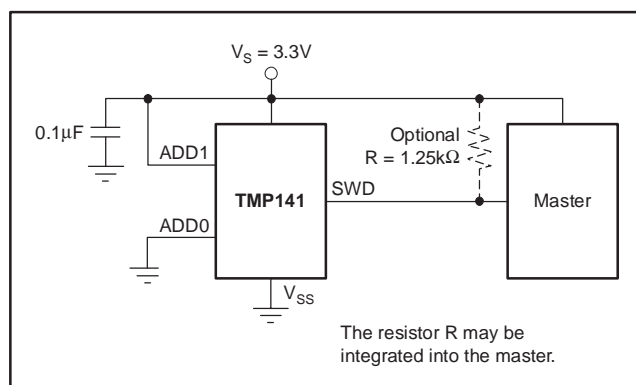 V_S = 3.3V
0.1μF
Optional
R = 1.25kΩ
ADD1
SWD
TMP141
Master
ADD0
V_SS
The resistor R may be
integrated into the master.